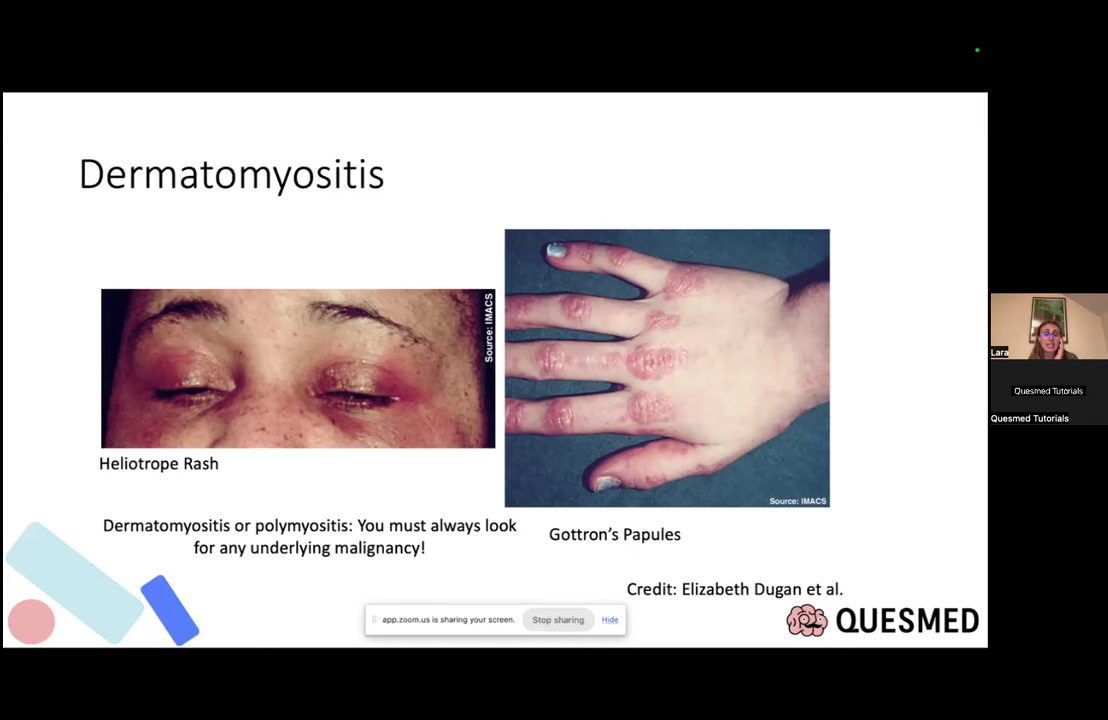 Dermatomyositis
Source: IMACS
Source: IMACS
Heliotrope Rash
Gottron’s Papules
Dermatomyositis or polymyositis: You must always look
for any underlying malignancy!
Credit: Elizabeth Dugan et al.
QUESMED
app.zoom.us is sharing your screen.
Stop sharing
Hide
Lara
Quesmed Tutorials
Quesmed Tutorials